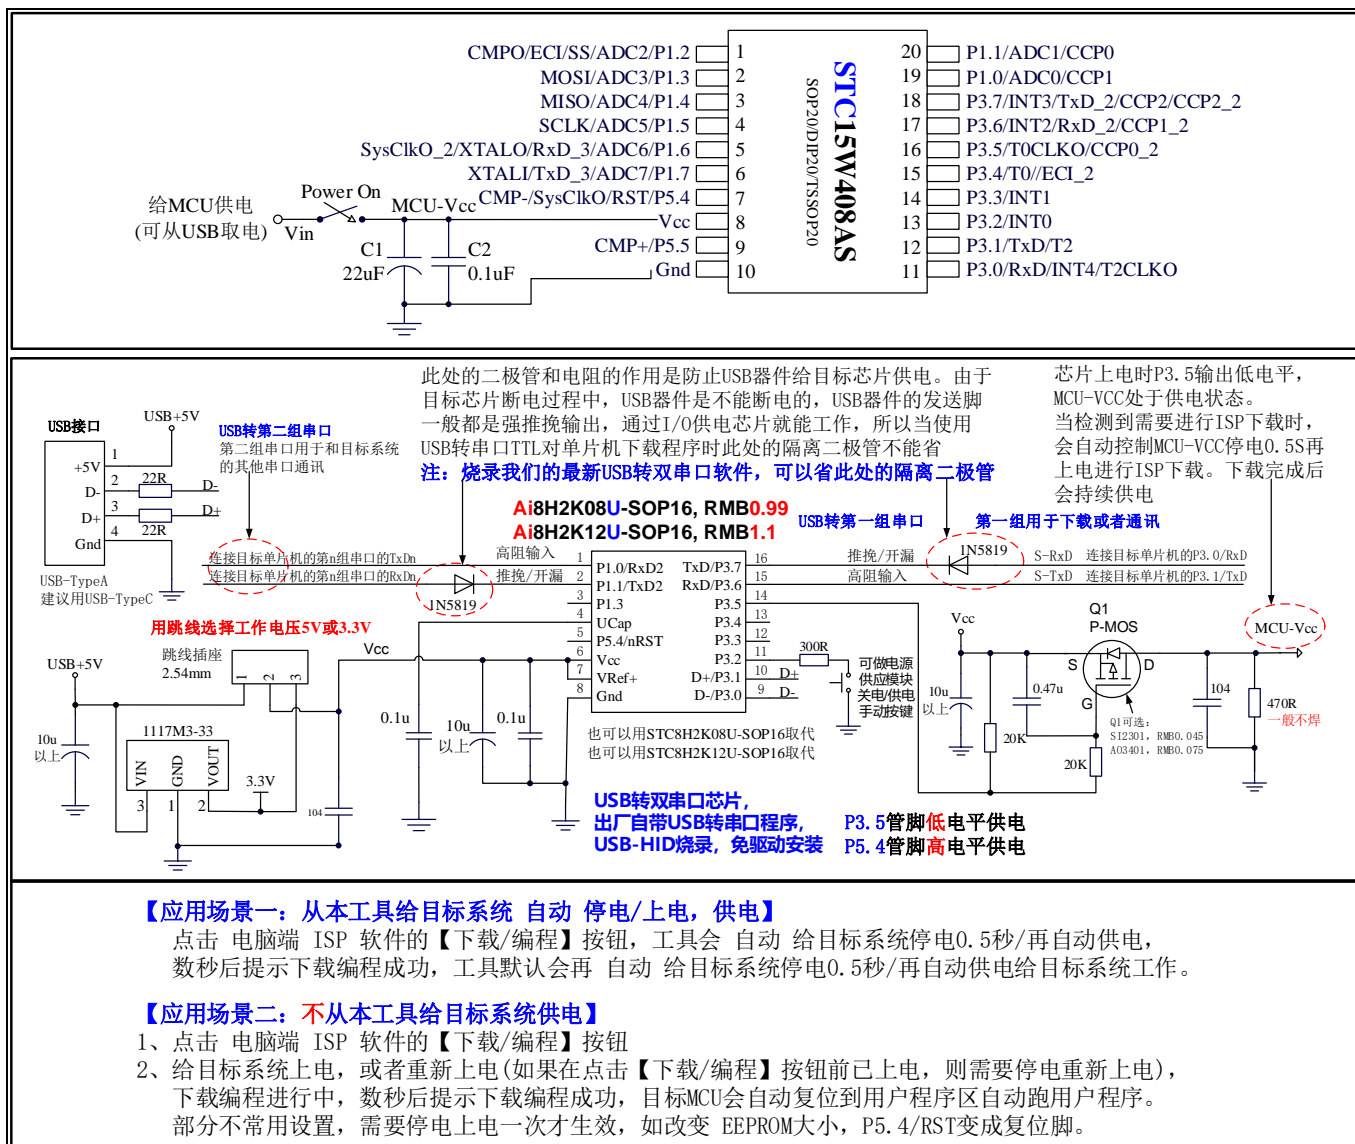 CMPO/ECI/SS/ADC2/P1.2 1
MOSI/ADC3/P1.3 2
MISO/ADC4/P1.4 3
SCLK/ADC5/P1.5 4
SysClkO_2/XTALO/RxD_3/ADC6/P1.6 5
XTALI/TxD_3/ADC7/P1.7 6
CMP-/SysClkO/RST/P5.4 7
Vcc 8
CMP+/P5.5 9
Gnd 10
STC15W408AS
SOP20/DIP20/TSSOP20
20 P1.1/ADC1/CCP0
19 P1.0/ADC0/CCP1
18 P3.7/INT3/TxD_2/CCP2/CCP2_2
17 P3.6/INT2/RxD_2/CCP1_2
16 P3.5/T0CLKO/CCP0_2
15 P3.4/T0//ECI_2
14 P3.3/INT1
13 P3.2/INT0
12 P3.1/TxD/T2
11 P3.0/RxD/INT4/T2CLKO
给MCU供电
(可从USB取电)
Vin
Power On
MCU-Vcc
C1
22uF
C2
0.1uF
此处的二极管和电阻的作用是防止USB器件给目标芯片供电。由于
目标芯片断电过程中，USB器件是不能断电的，USB器件的发送脚
一般都是强推挽输出，通过I/O供电芯片就能工作，所以当使用
USB转串口TTL对单片机下载程序时此处的隔离二极管不能省
注：烧录我们的最新USB转双串口软件，可以省此处的隔离二极管
芯片上电时P3.5输出低电平，
MCU-VCC处于供电状态。
当检测到需要进行ISP下载时，
会自动控制MCU-VCC停电0.5S再
上电进行ISP下载。下载完成后
会持续供电
USB接口
USB+5V
+5V 1
D- 2 22R D-
D+ 3 22R D+
Gnd 4
USB-TypeA
建议用USB-TypeC
USB转第二组串口
第二组串口用于和目标系统
的其他串口通讯
连接目标单片机的第n组串口的TxDn
连接目标单片机的第n组串口的RxDn
1N5819
高阻输入
推挽/开漏
Ai8H2K08U-SOP16, RMB0.99
Ai8H2K12U-SOP16, RMB1.1
1 P1.0/RxD2
2 P1.1/TxD2
3 P1.3
4 UCap
5 P5.4/nRST
6 Vcc
7 VRef+
8 Gnd
TxD/P3.7 16
RxD/P3.6 15
P3.5 14
P3.4 13
P3.3 12
P3.2 11
D+/P3.1 10 D+
D-/P3.0 9 D-
USB转第一组串口
第一组用于下载或者通讯
推挽/开漏
高阻输入
1N5819
S-RxD 连接目标单片机的P3.0/RxD
S-TxD 连接目标单片机的P3.1/TxD
300R
可做电源
供应模块
关电/供电
手动按键
Vcc
10u
以上
20K
0.47u
Q1
P-MOS
S
D
G
20K
Q1可选：
SI2301, RMB0.045
AO3401, RMB0.075
104
470R
一般不焊
MCU-Vcc
用跳线选择工作电压5V或3.3V
USB+5V
跳线插座
2.54mm
1 2 3
10u
以上
1117M3-33
VIN
GND
VOUT
3 1 2
3.3V
104
Vcc
0.1u
10u
以上
0.1u
也可以用STC8H2K08U-SOP16取代
也可以用STC8H2K12U-SOP16取代
USB转双串口芯片，
出厂自带USB转串口程序，
USB-HID烧录，免驱动安装
P3.5管脚低电平供电
P5.4管脚高电平供电
【应用场景一：从本工具给目标系统 自动 停电/上电，供电】
点击 电脑端 ISP 软件的【下载/编程】按钮，工具会 自动 给目标系统停电0.5秒/再自动供电，
数秒后提示下载编程成功，工具默认会再 自动 给目标系统停电0.5秒/再自动供电给目标系统工作。
【应用场景二：不从本工具给目标系统供电】
1、点击 电脑端 ISP 软件的【下载/编程】按钮
2、给目标系统上电，或者重新上电(如果在点击【下载/编程】按钮前已上电，则需要停电重新上电)，
下载编程进行中，数秒后提示下载编程成功，目标MCU会自动复位到用户程序区自动跑用户程序。
部分不常用设置，需要停电上电一次才生效，如改变 EEPROM大小，P5.4/RST变成复位脚。